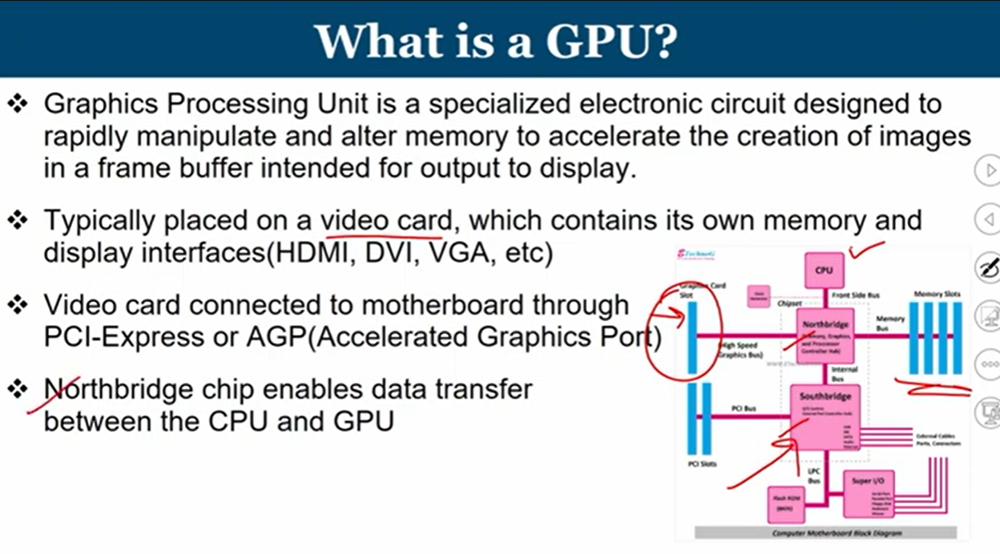 What is a GPU?
❖ Graphics Processing Unit is a specialized electronic circuit designed to
rapidly manipulate and alter memory to accelerate the creation of images
in a frame buffer intended for output to display.
❖ Typically placed on a video card, which contains its own memory and
display interfaces(HDMI, DVI, VGA, etc)
❖ Video card connected to motherboard through
PCI-Express or AGP(Accelerated Graphics Port)
❖ Northbridge chip enables data transfer
between the CPU and GPU
ETechnoG
CPU
Graphics Card
Slot
Chipset
Front Side Bus
Memory Slots
Northbridge
Memory, Graphics,
and Processor
Controller Hub)
Memory
Bus
High Speed
Graphics Bus)
Internal
Bus
Southbridge
PCI Bus
External Cables
Ports, Connectors
PCI Slots
LPC
Bus
Super I/O
Flash ROM
(BIOS)
Computer Motherboard Block Diagram